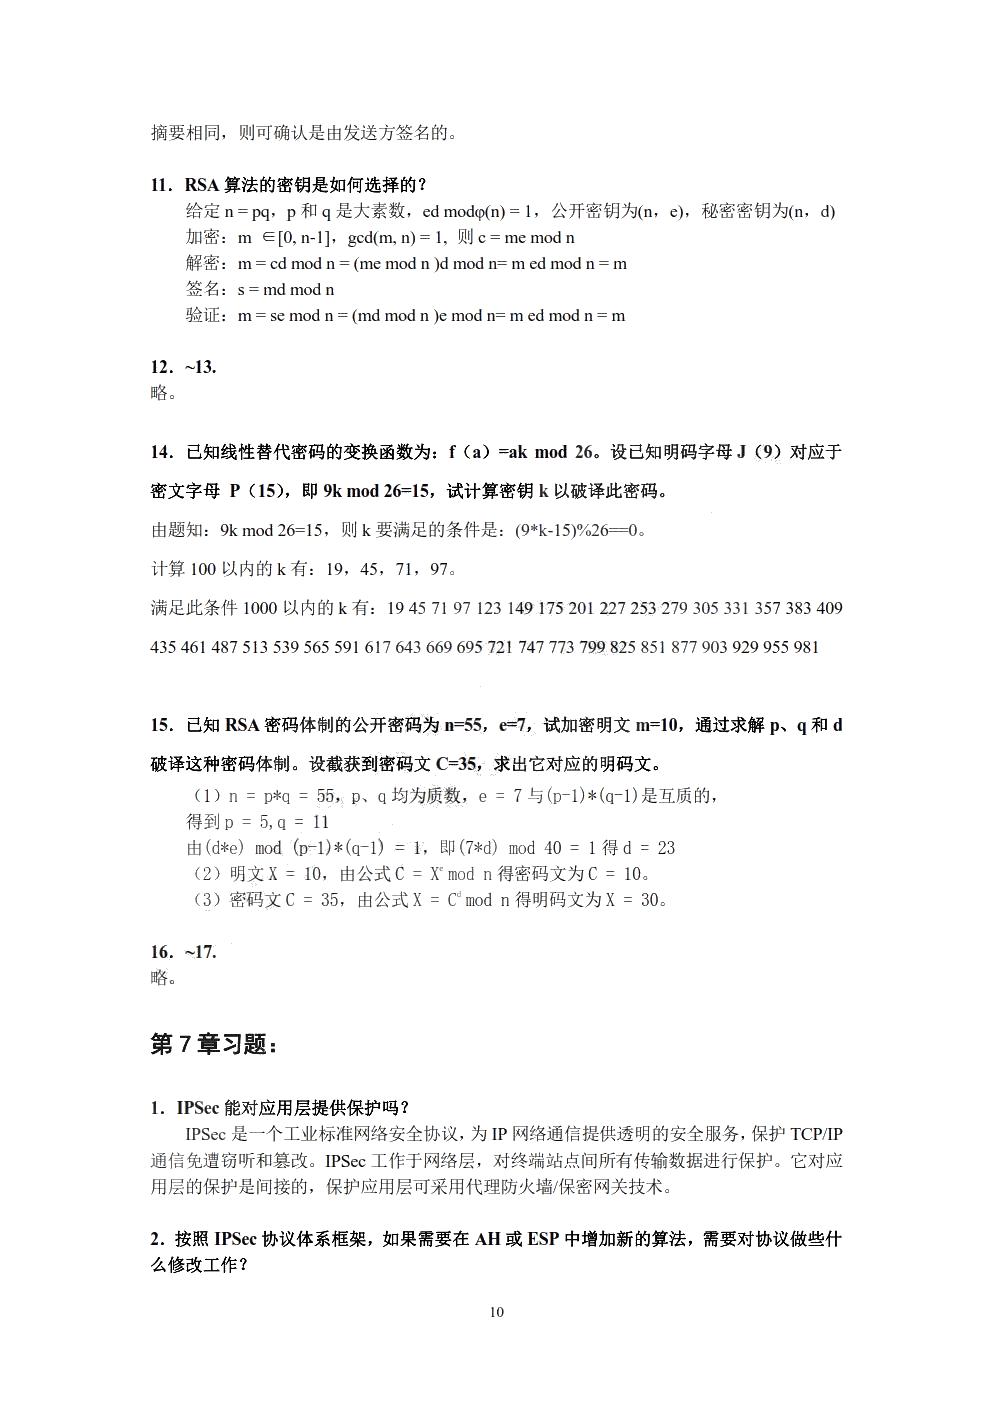 摘要相同，则可确认是由发送方签名的。
11．RSA 算法的密钥是如何选择的？
给定 n = pq，p 和 q 是大素数，ed modφ(n) = 1，公开密钥为(n，e)，秘密密钥为(n，d)
加密：m ∈[0, n-1]，gcd(m, n) = 1, 则 c = me mod n
解密：m = cd mod n = (me mod n )d mod n= m ed mod n = m
签名：s = md mod n
验证：m = se mod n = (md mod n )e mod n= m ed mod n = m
12．~13.
略。
14．已知线性替代密码的变换函数为：f（a）=ak mod 26。设已知明码字母 J（9）对应于
密文字母 P（15），即 9k mod 26=15，试计算密钥 k 以破译此密码。
由题知：9k mod 26=15，则 k 要满足的条件是：(9*k-15)%26==0。
计算 100 以内的 k 有：19，45，71，97。
满足此条件 1000 以内的 k 有：19 45 71 97 123 149 175 201 227 253 279 305 331 357 383 409
435 461 487 513 539 565 591 617 643 669 695 721 747 773 799 825 851 877 903 929 955 981
15．已知 RSA 密码体制的公开密码为 n=55，e=7，试加密明文 m=10，通过求解 p、q 和 d
破译这种密码体制。设截获到密码文 C=35，求出它对应的明码文。
（1）n = p*q = 55，p、q 均为质数，e = 7 与(p-1)*(q-1)是互质的，
得到 p = 5,q = 11
由(d*e) mod (p-1)*(q-1) = 1，即(7*d) mod 40 = 1 得 d = 23
（2）明文 X = 10，由公式 C = Xᵉ mod n 得密码文为 C = 10。
（3）密码文 C = 35，由公式 X = Cᵈ mod n 得明码文为 X = 30。
16．~17.
略。
第 7 章习题：
1．IPSec 能对应用层提供保护吗？
IPSec 是一个工业标准网络安全协议，为 IP 网络通信提供透明的安全服务，保护 TCP/IP
通信免遭窃听和篡改。IPSec 工作于网络层，对终端站点间所有传输数据进行保护。它对应
用层的保护是间接的，保护应用层可采用代理防火墙/保密网关技术。
2．按照 IPSec 协议体系框架，如果需要在 AH 或 ESP 中增加新的算法，需要对协议做些什
么修改工作？
10